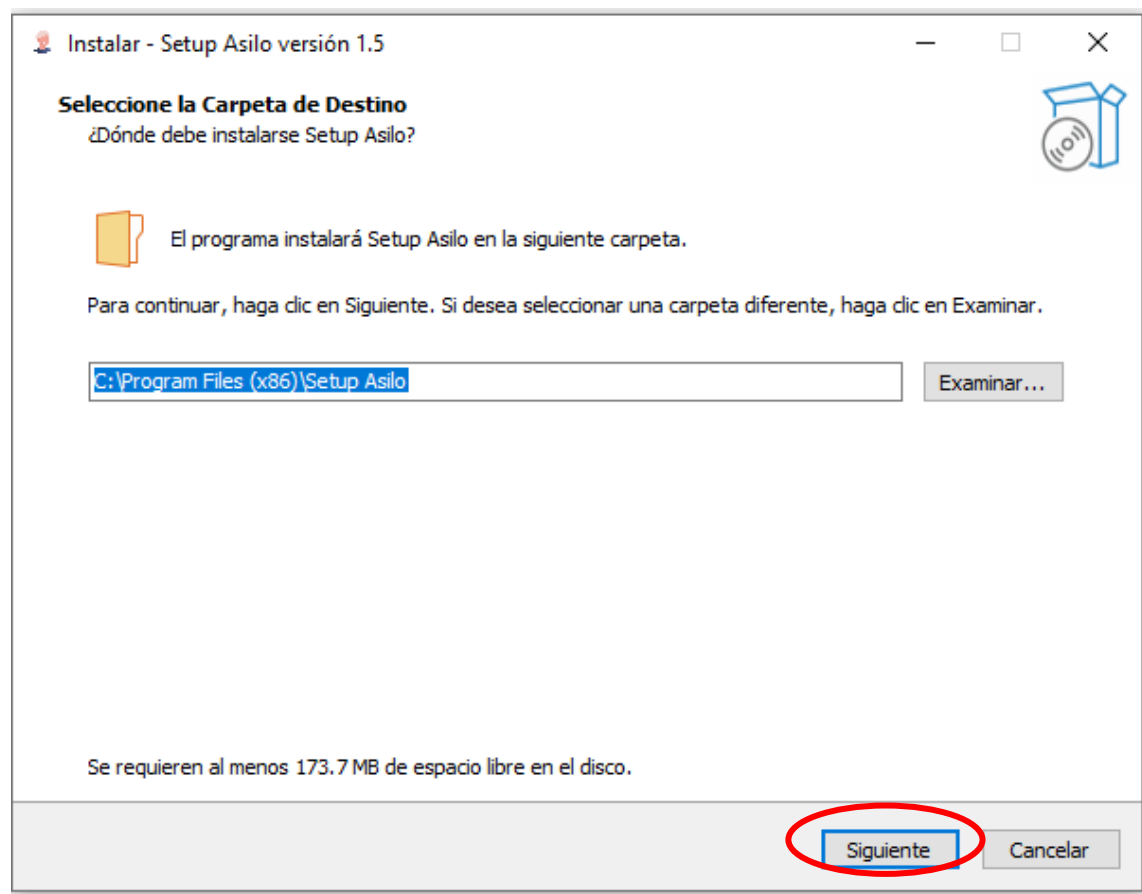 Instalar - Setup Asilo versión 1.5
Seleccione la Carpeta de Destino
¿Dónde debe instalarse Setup Asilo?
El programa instalará Setup Asilo en la siguiente carpeta.
Para continuar, haga clic en Siguiente. Si desea seleccionar una carpeta diferente, haga clic en Examinar.
C:\Program Files (x86)\Setup Asilo
Examinar...
Se requieren al menos 173.7 MB de espacio libre en el disco.
Siguiente
Cancelar